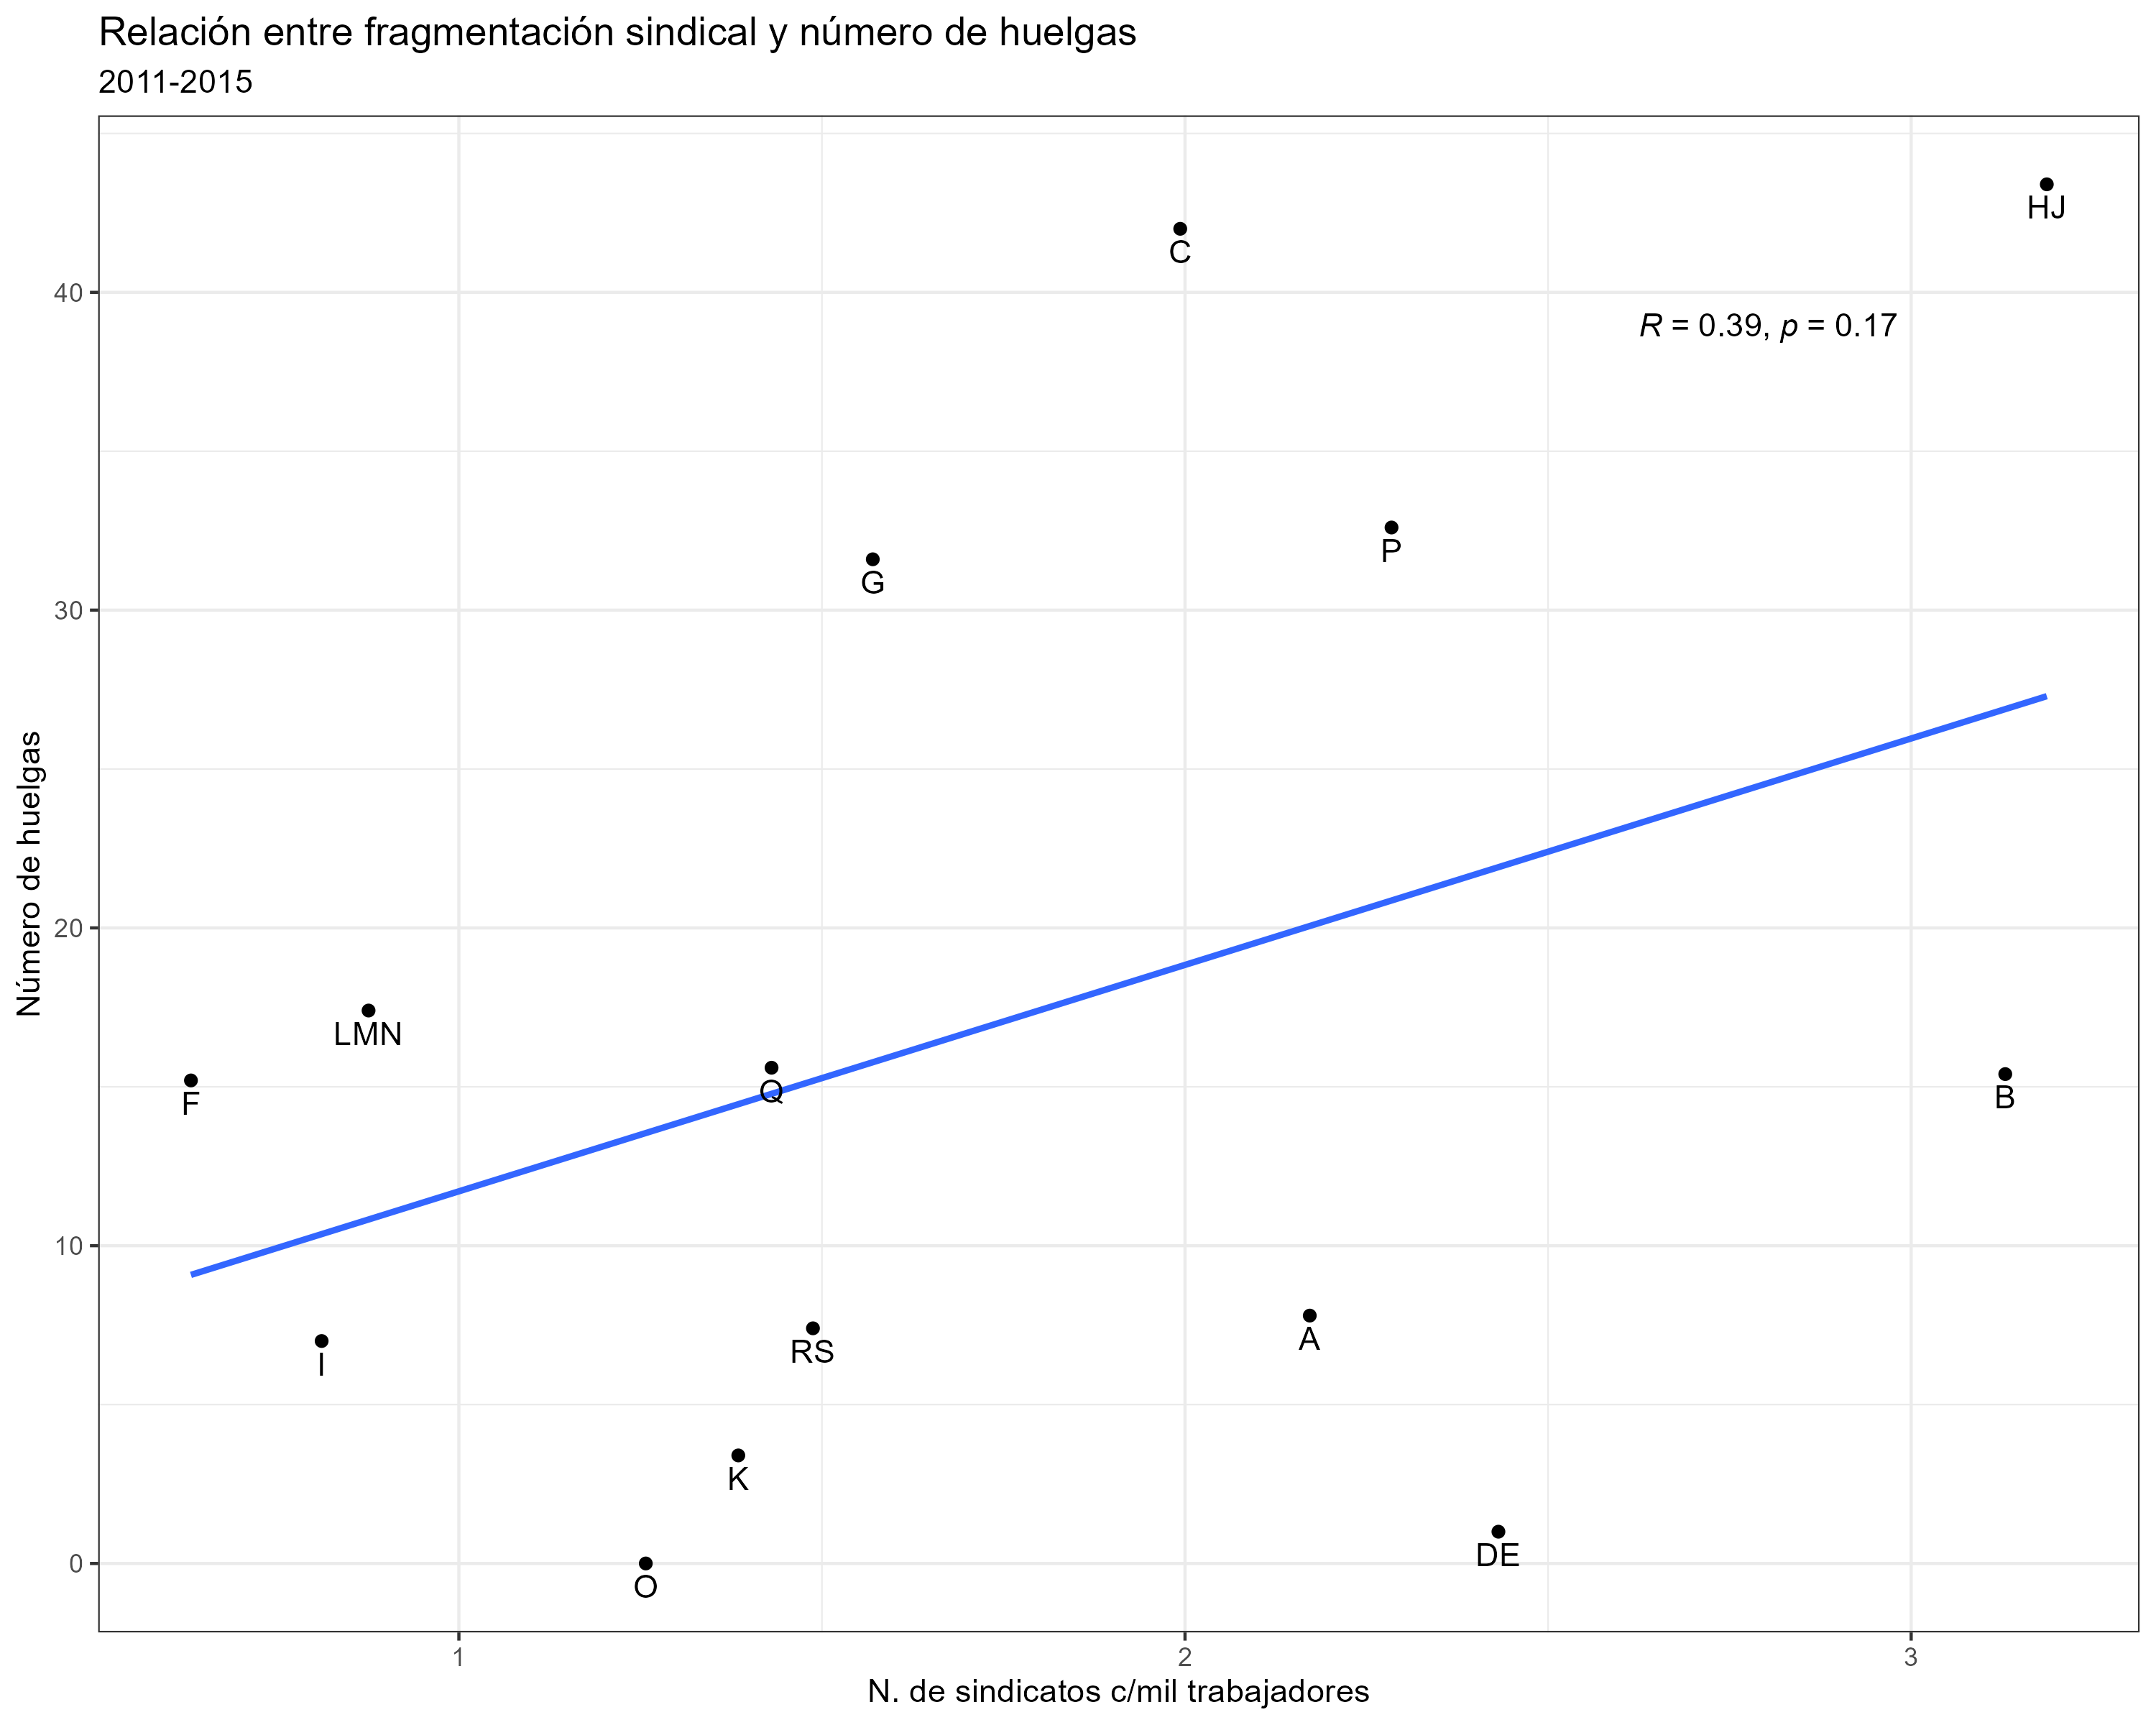 Relación entre fragmentación sindical y número de huelgas
2011-2015
HJ
C
40
R = 0.39, p = 0.17
P
G
30
Número de huelgas
20
LMN
Q
F
B
10
A
RS
I
K
DE
0
O
1
2
3
N. de sindicatos c/mil trabajadores